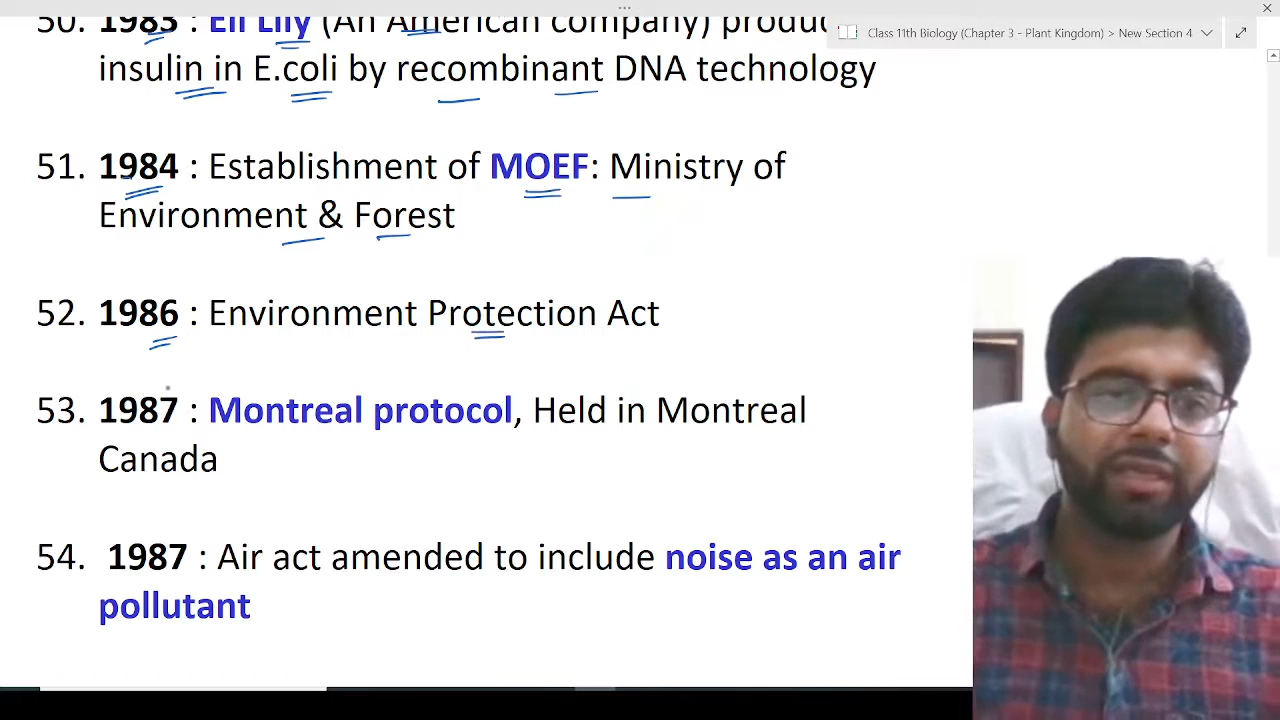 Class 11th Biology (Chapter 3 - Plant Kingdom) > New Section 4
50. 1983 : Eli Lily (An American company)
insulin in E.coli by recombinant DNA technology
51. 1984 : Establishment of MOEF: Ministry of
Environment & Forest
52. 1986 : Environment Protection Act
53. 1987 : Montreal protocol, Held in Montreal
Canada
54. 1987 : Air act amended to include noise as an air
pollutant